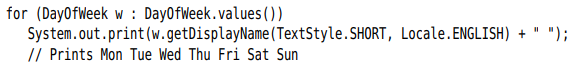 for (DayOfWeek w : DayOfWeek.values())
   System.out.print(w.getDisplayName(TextStyle.SHORT, Locale.ENGLISH) + " ");
   // Prints Mon Tue Wed Thu Fri Sat Sun